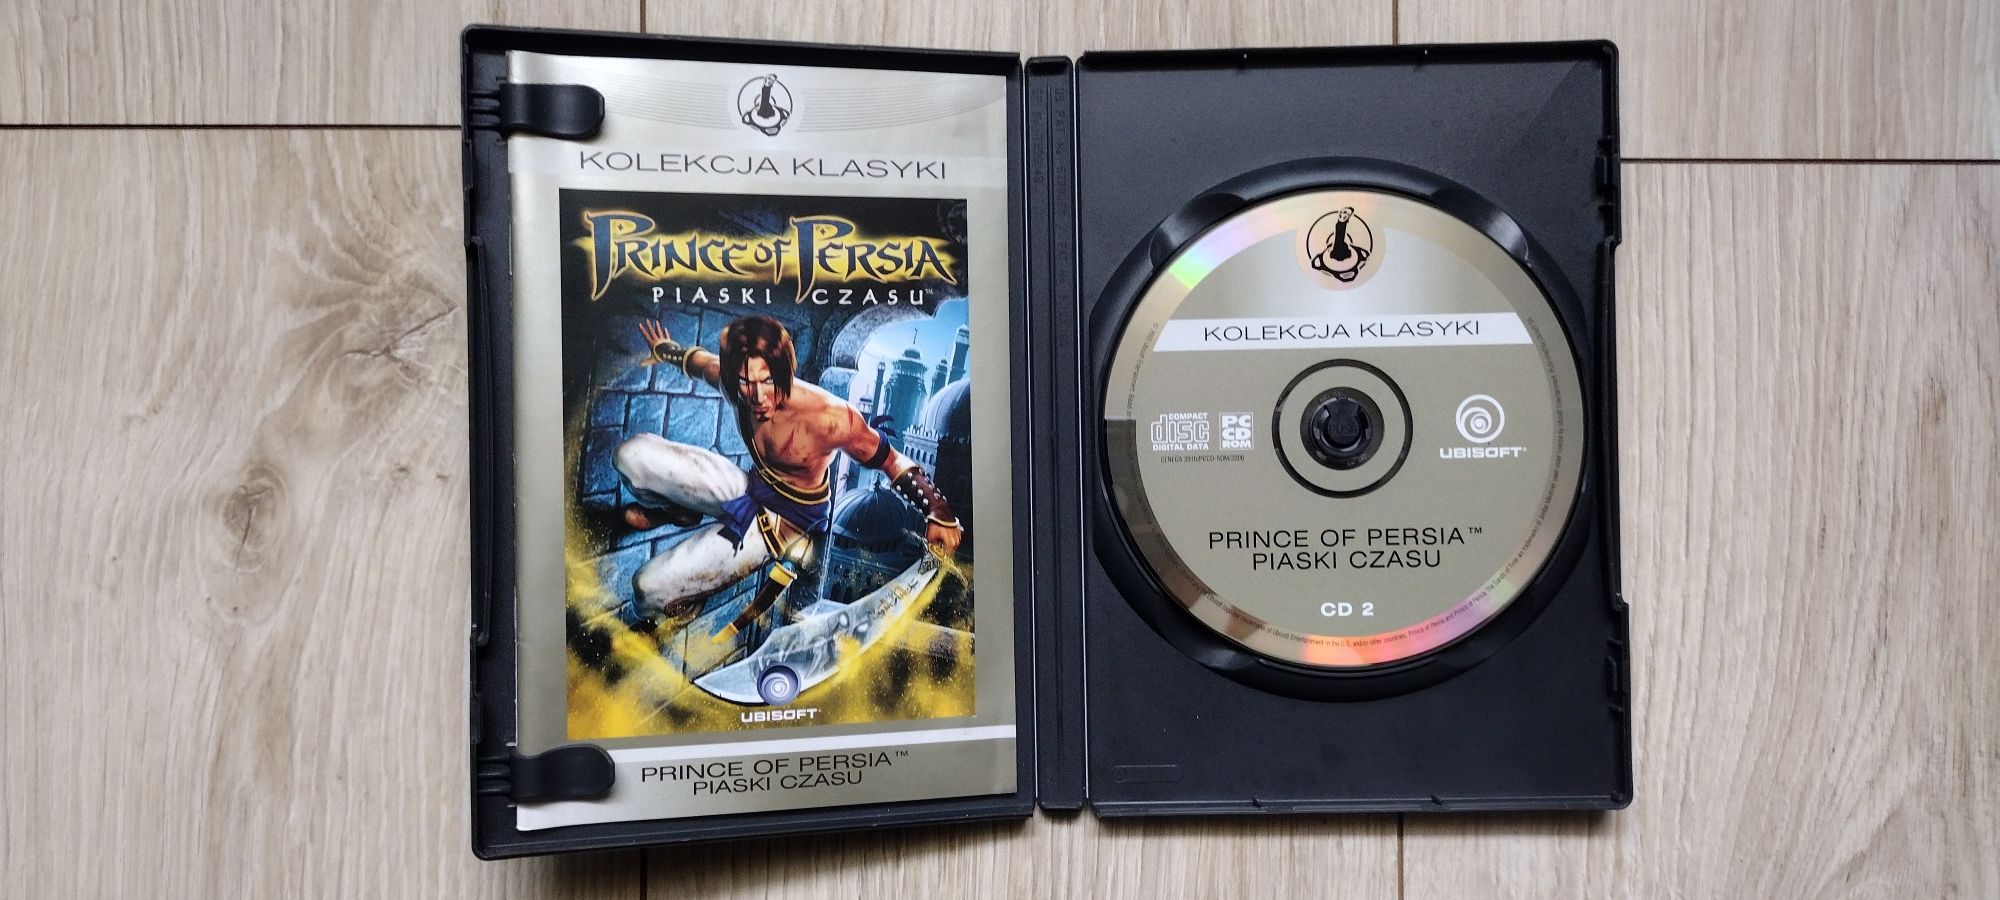 KOLEKCJA KLASYKI
PRINCE OF PERSIA
PIASKI CZASU™
UBISOFT
PRINCE OF PERSIA™
PIASKI CZASU
KOLEKCJA KLASYKI
COMPACT
disc
DIGITAL DATA
PC
CD
ROM
UBISOFT
PRINCE OF PERSIA™
PIASKI CZASU
CD 2